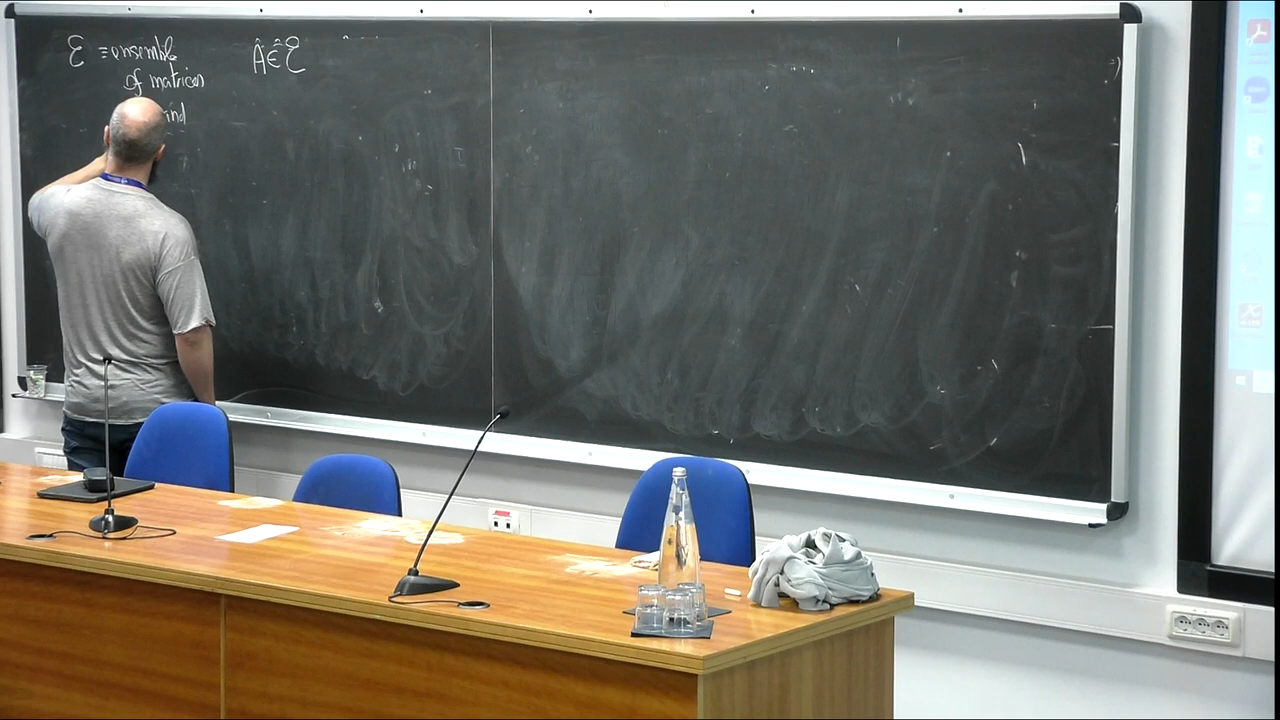 ℰ ≡ ensemble Â ∈ ℰ
of matrices